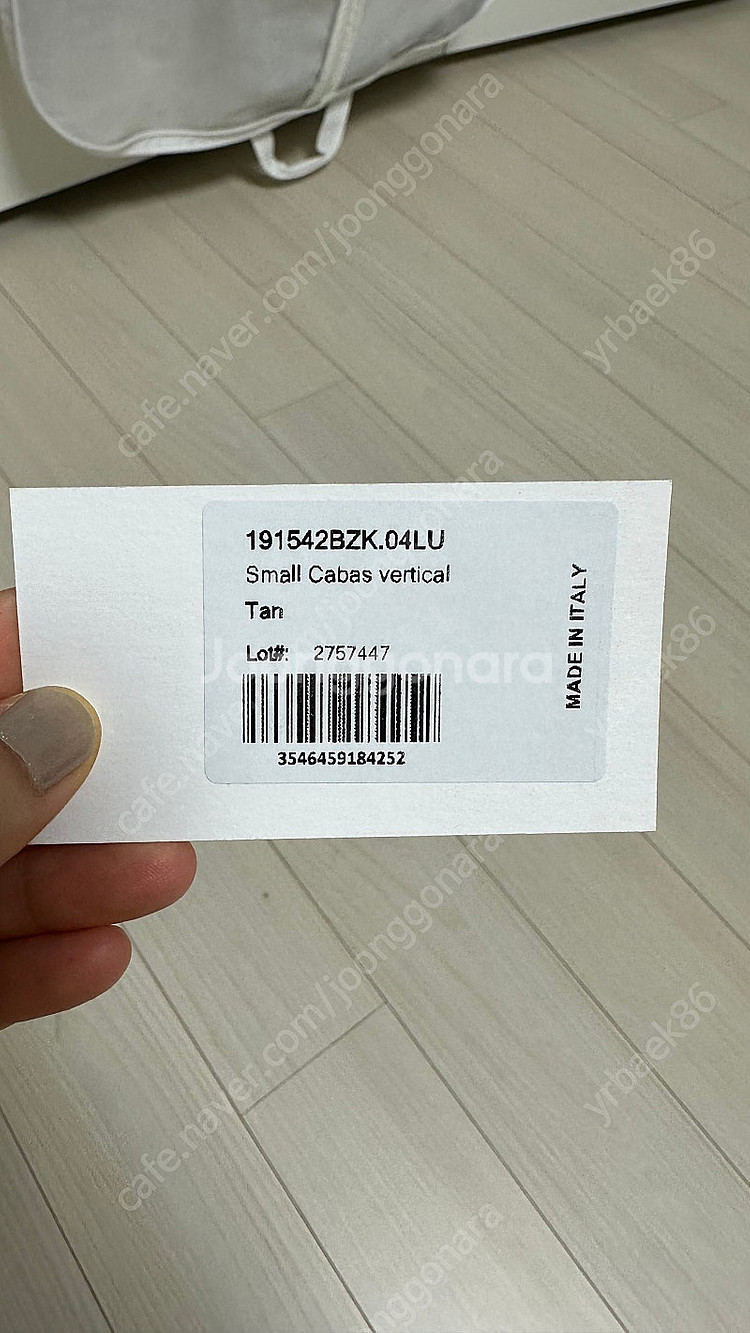 cafe.naver.com/joonggonara
yrbaek86
191542BZK.04LU
Small Cabas vertical
Tan
Lot#: 2757447
MADE IN ITALY
Joonggonara
3546459184252
cafe.naver.com/joonggonara
yrbaek86